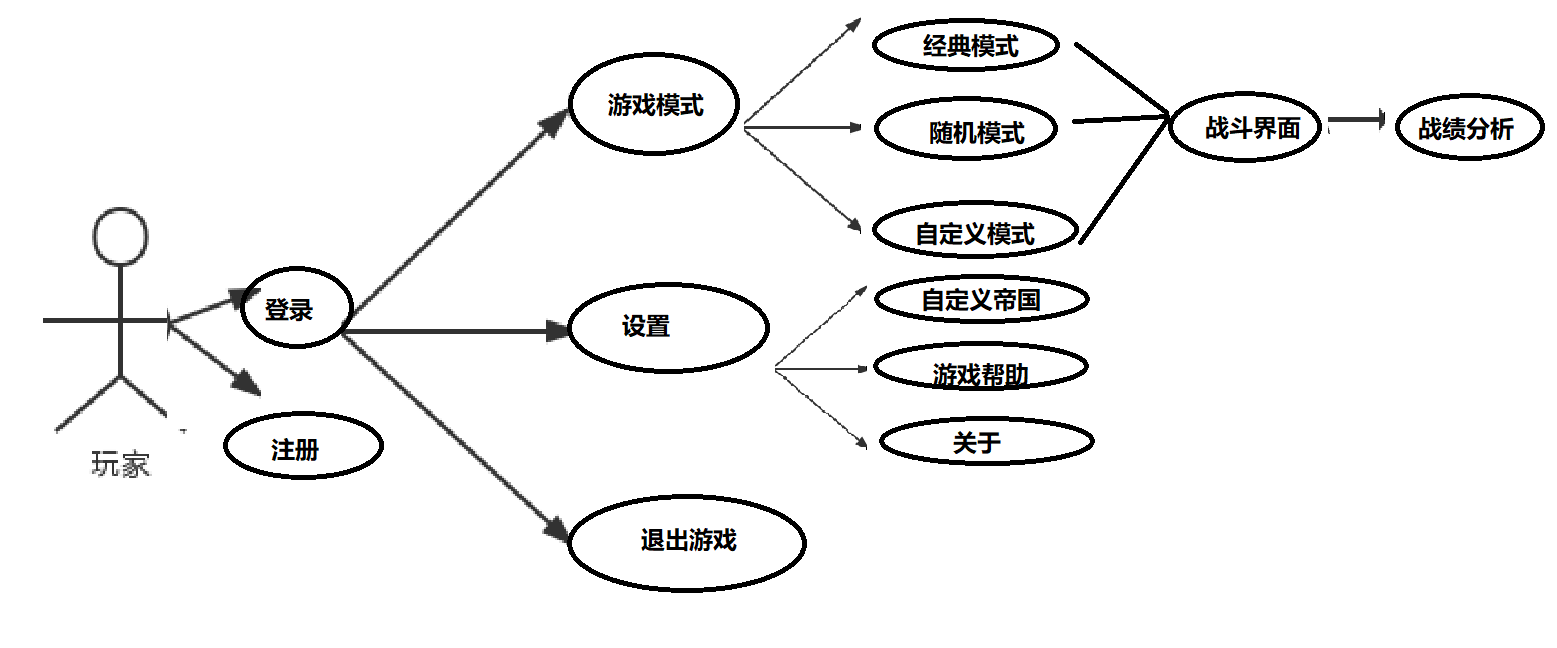 经典模式
游戏模式
随机模式
战斗界面
战绩分析
自定义模式
登录
自定义帝国
设置
游戏帮助
注册
关于
玩家
退出游戏